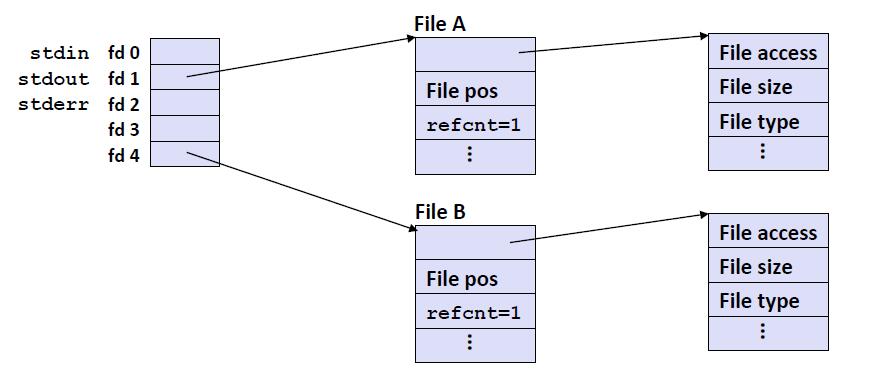 stdin fd 0
stdout fd 1
stderr fd 2
fd 3
fd 4
File A
File pos
refcnt=1
⋮
File access
File size
File type
⋮
File B
File pos
refcnt=1
⋮
File access
File size
File type
⋮